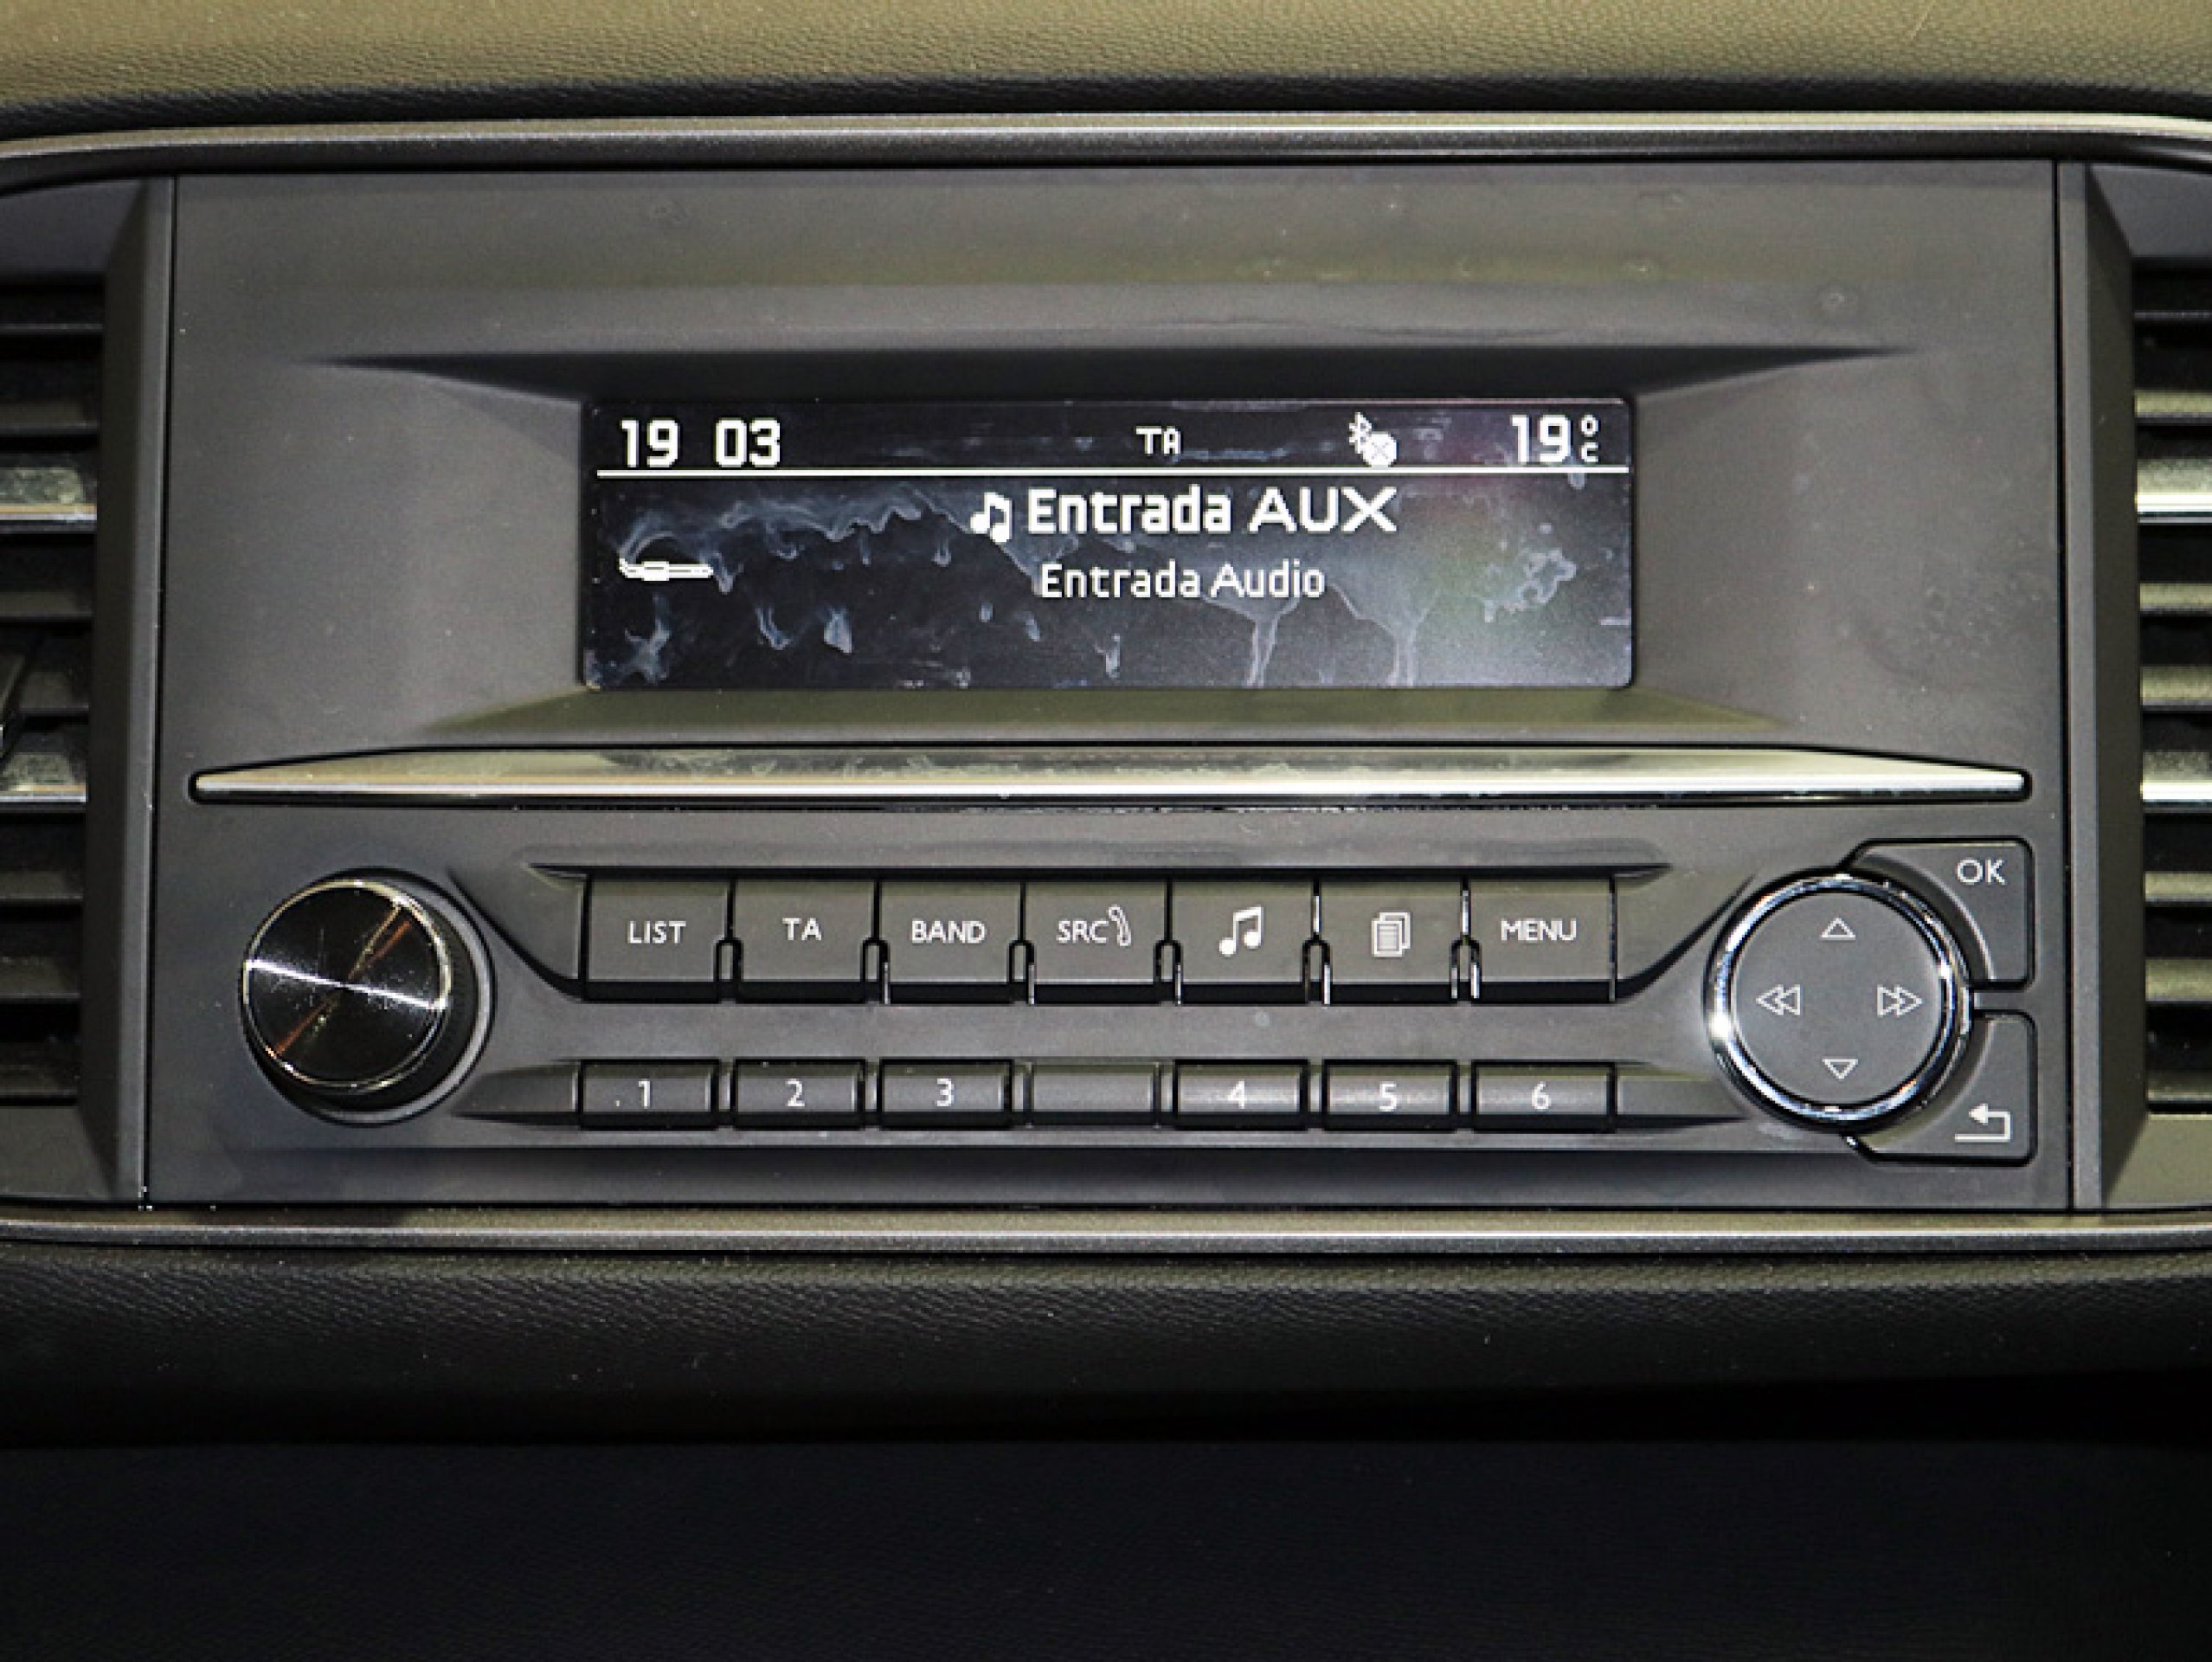 19 03 TA 19°C
Entrada AUX
Entrada Audio
OK
LIST TA BAND SRC MENU
1 2 3 4 5 6